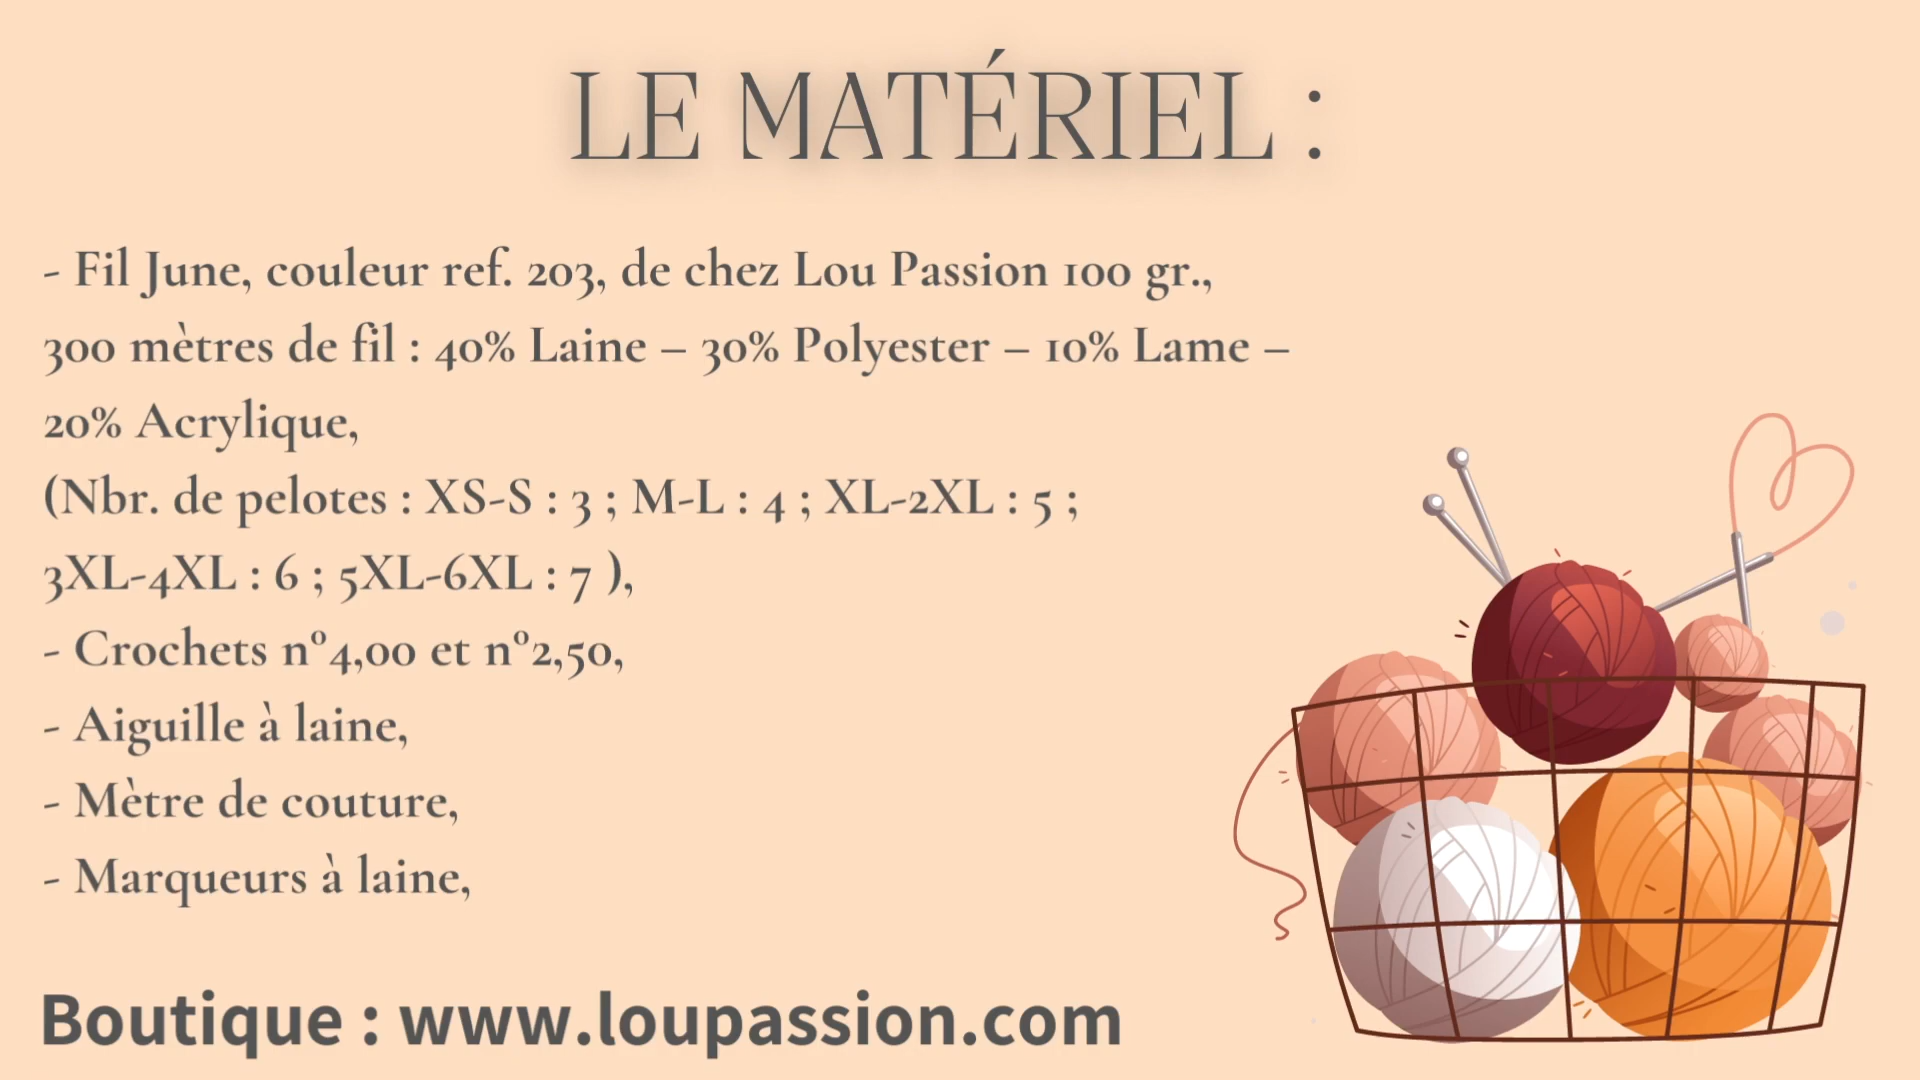 LE MATÉRIEL :
- Fil June, couleur ref. 203, de chez Lou Passion 100 gr.,
300 mètres de fil : 40% Laine – 30% Polyester – 10% Lame –
20% Acrylique,
(Nbr. de pelotes : XS-S : 3 ; M-L : 4 ; XL-2XL : 5 ;
3XL-4XL : 6 ; 5XL-6XL : 7 ),
- Crochets n°4,00 et n°2,50,
- Aiguille à laine,
- Mètre de couture,
- Marqueurs à laine,
Boutique : www.loupassion.com